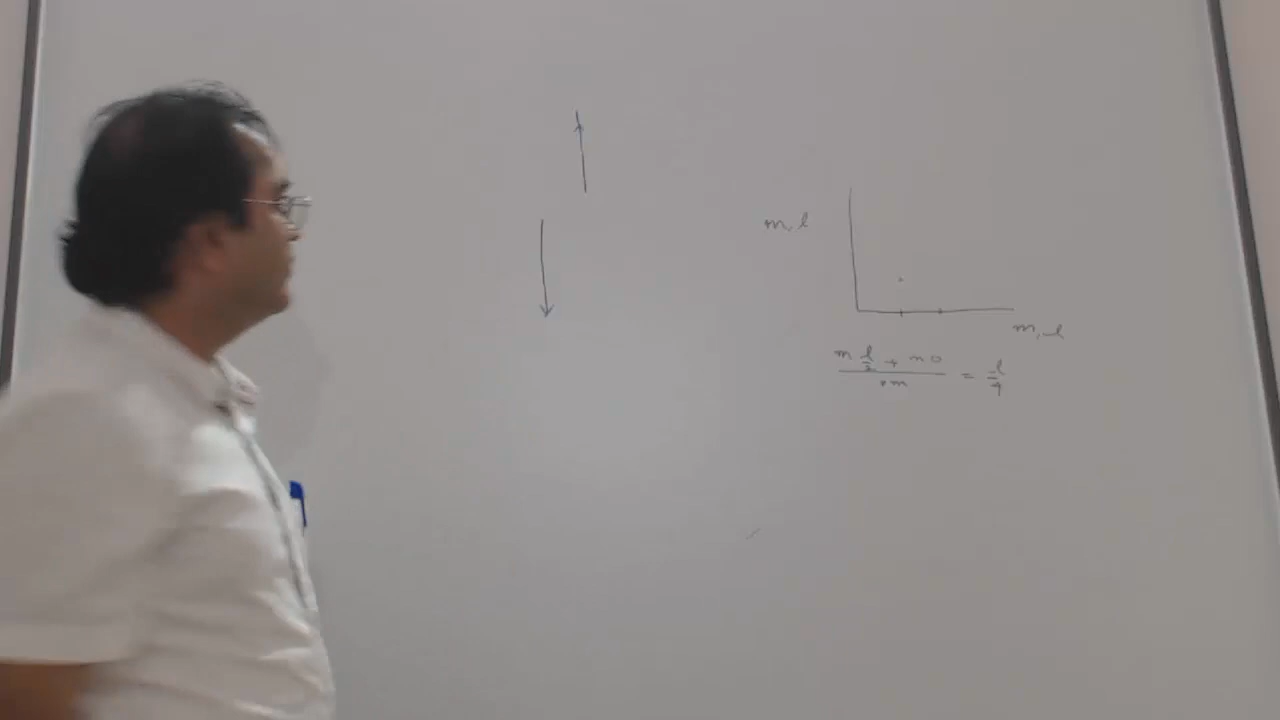 m, l
m, l
(m l/2 + m 0)/2m = l/4